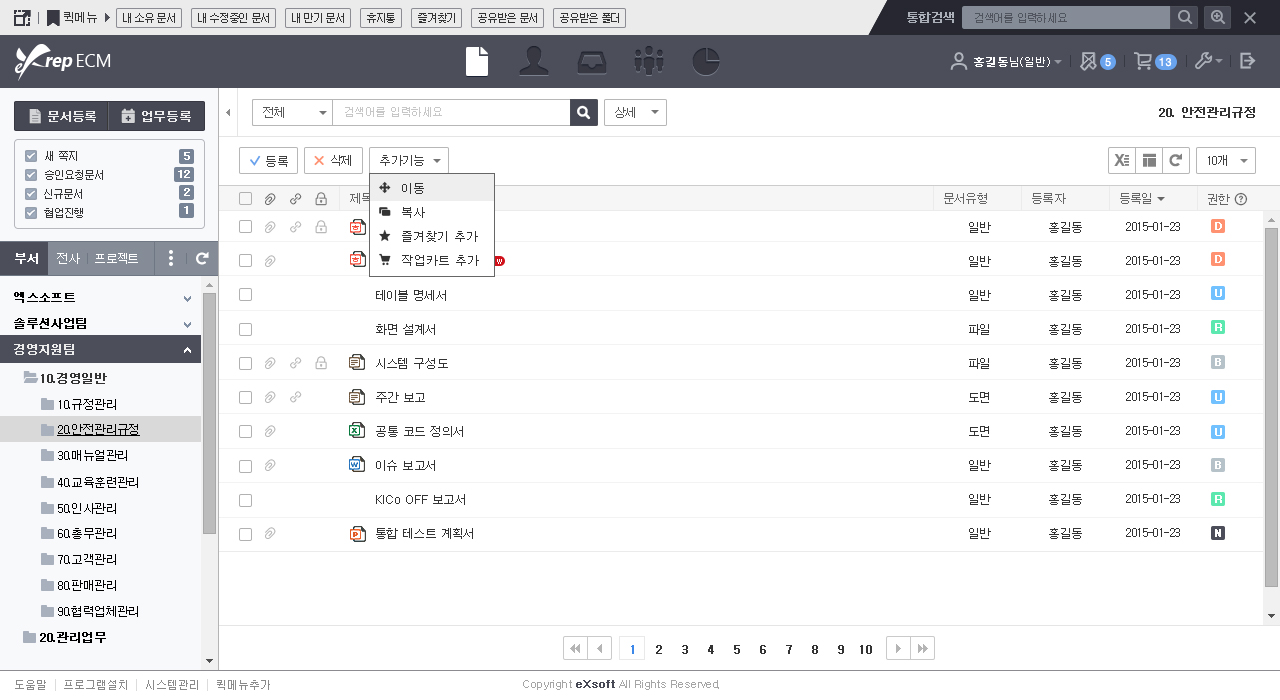 퀵메뉴 내 소유 문서 내 수정중인 문서 내 만기 문서 휴지통 즐겨찾기 공유받은 문서 공유받은 폴더 통합검색 검색어를 입력하세요
Xrep ECM 홍길동님(일반) 5 13
문서등록 업무등록
새 쪽지 5
승인요청문서 12
신규문서 2
협업진행 1
부서 전사 프로젝트
엑스소프트
솔루션사업팀
경영지원팀
10.경영일반
10.규정관리
20.안전관리규정
30.매뉴얼관리
40.교육훈련관리
50.인사관리
60.총무관리
70.고객관리
80.판매관리
90.협력업체관리
20.관리업무
전체 검색어를 입력하세요 상세 20. 안전관리규정
등록 삭제 추가기능 10개
이동
복사
즐겨찾기 추가
작업카트 추가
문서유형 등록자 등록일 권한
일반 홍길동 2015-01-23 D
일반 홍길동 2015-01-23 D
테이블 명세서 일반 홍길동 2015-01-23 U
화면 설계서 파일 홍길동 2015-01-23 R
시스템 구성도 파일 홍길동 2015-01-23 B
주간 보고 도면 홍길동 2015-01-23 U
공통 코드 정의서 도면 홍길동 2015-01-23 U
이슈 보고서 일반 홍길동 2015-01-23 B
KICo OFF 보고서 일반 홍길동 2015-01-23 R
통합 테스트 계획서 일반 홍길동 2015-01-23 N
1 2 3 4 5 6 7 8 9 10
도움말 프로그램설치 시스템관리 퀵메뉴추가 Copyright eXsoft All Rights Reserved.